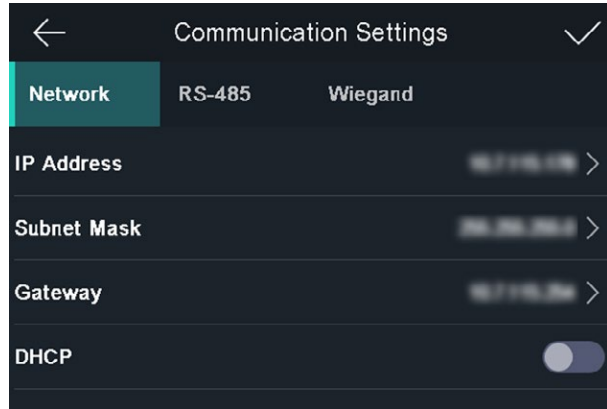 Communication Settings
Network RS-485 Wiegand
IP Address
Subnet Mask
Gateway
DHCP